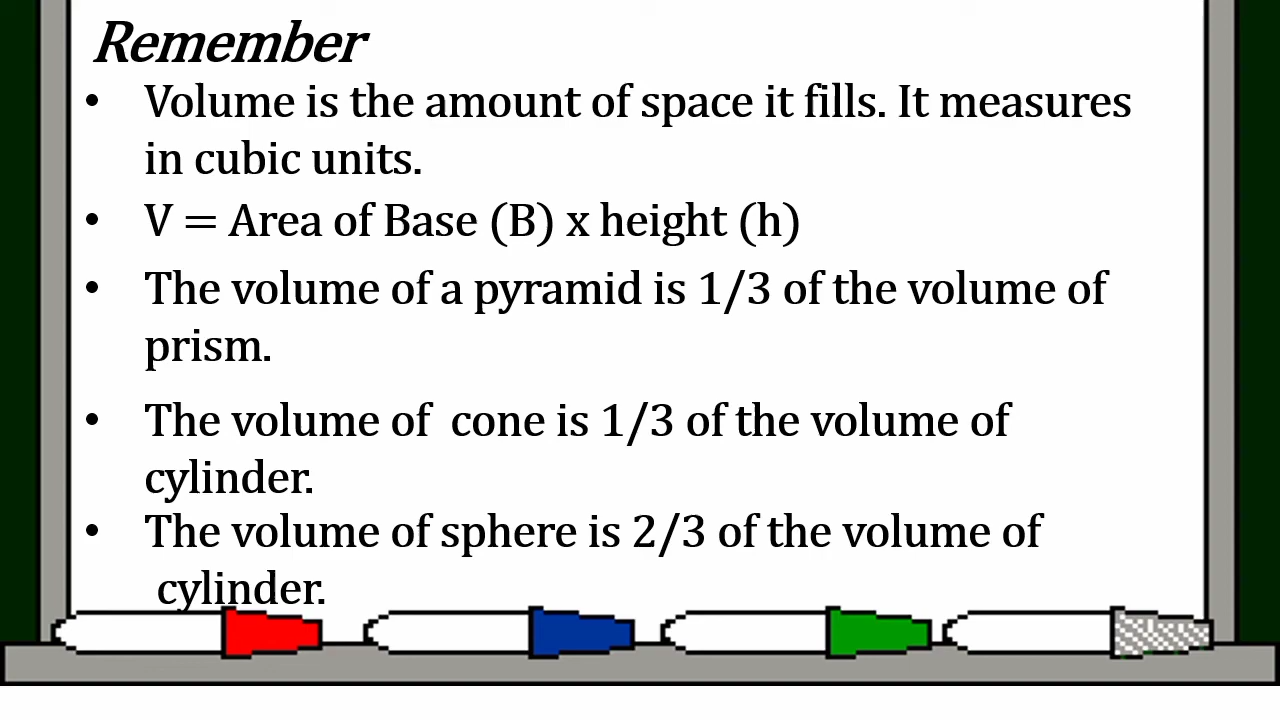 Remember
• Volume is the amount of space it fills. It measures
in cubic units.
• V = Area of Base (B) x height (h)
• The volume of a pyramid is 1/3 of the volume of
prism.
• The volume of  cone is 1/3 of the volume of
cylinder.
• The volume of sphere is 2/3 of the volume of
cylinder.